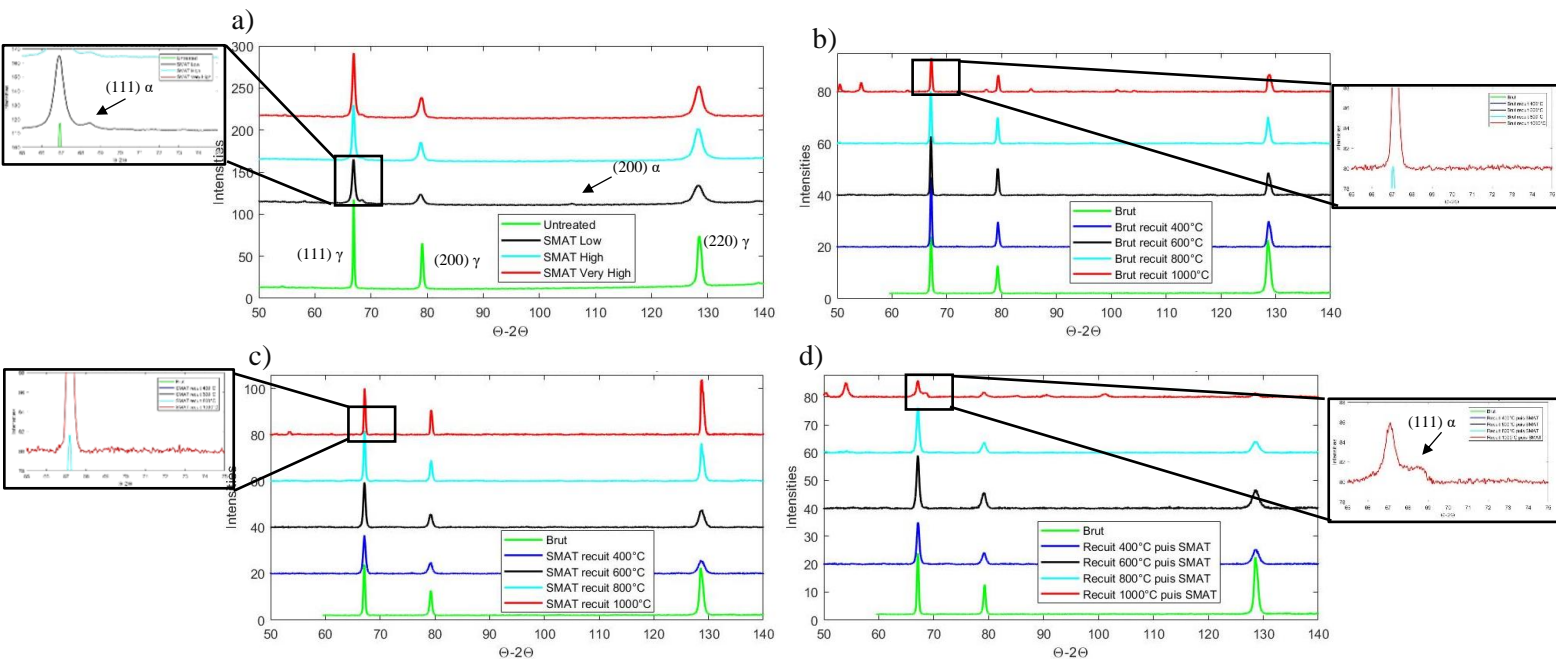 a)
300
250
200
150
100
50
0
Intensities
50 60 70 80 90 100 110 120 130 140
Θ-2Θ
(111) γ
(200) γ
(220) γ
(200) α
Untreated
SMAT Low
SMAT High
SMAT Very High
(111) α
Untreated
SMAT low
b)
80
60
40
20
0
Intensities
50 60 70 80 90 100 110 120 130 140
Θ-2Θ
Brut
Brut recuit 400°C
Brut recuit 600°C
Brut recuit 800°C
Brut recuit 1000°C
Brut
c)
100
80
60
40
20
0
Intensities
50 60 70 80 90 100 110 120 130 140
Θ-2Θ
Brut
SMAT recuit 400°C
SMAT recuit 600°C
SMAT recuit 800°C
SMAT recuit 1000°C
d)
80
70
60
50
40
30
20
10
0
Intensities
50 60 70 80 90 100 110 120 130 140
Θ-2Θ
Brut
Recuit 400°C puis SMAT
Recuit 600°C puis SMAT
Recuit 800°C puis SMAT
Recuit 1000°C puis SMAT
(111) α
Brut